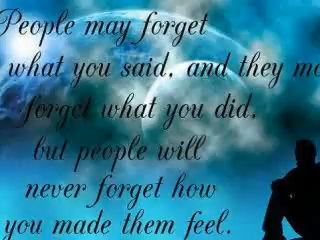 People may forget
what you said, and they
forget what you did,
but people will
never forget how
you made them feel.